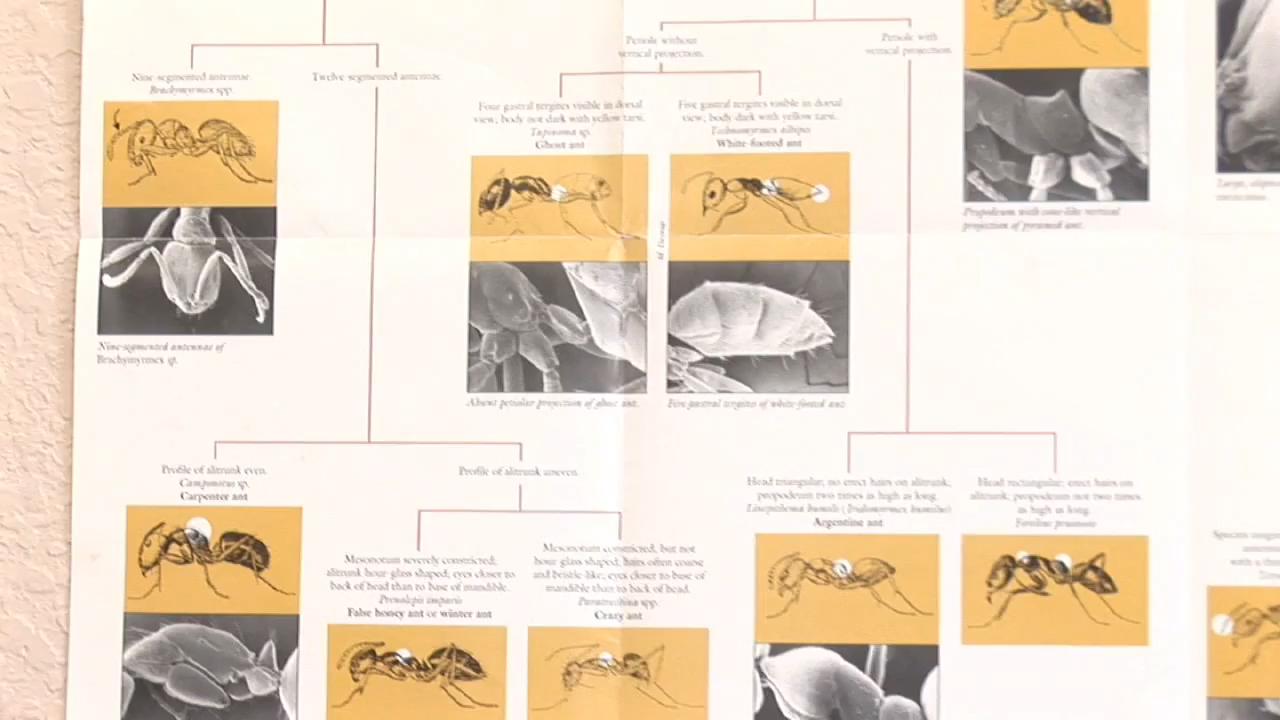 Petiole without
vertical projection.
Petiole with
vertical projection.
Nine-segmented antennae.
Brachymyrmex spp.
Twelve-segmented antennae.
Four gastral tergites visible in dorsal
view; body not dark with yellow tarsi.
Tapinoma sp.
Ghost ant
Five gastral tergites visible in dorsal
view; body dark with yellow tarsi.
Technomyrmex albipes
White-footed ant
Propodeum with cone-like vertical
projection of pyramid ant.
Nine-segmented antennae of
Brachymyrmex sp.
Absent petiolar projection of ghost ant.
Five gastral tergites of white-footed ant
Profile of alitrunk even.
Camponotus sp.
Carpenter ant
Profile of alitrunk uneven.
Mesonotum severely constricted;
alitrunk hour-glass shaped; eyes closer to
back of head than to base of mandible.
Prenolepis imparis
False honey ant or winter ant
Mesonotum constricted, but not
hour glass shaped; hairs often coarse
and bristle-like; eyes closer to base of
mandible than to back of head.
Paratrechina spp.
Crazy ant
Head triangular; no erect hairs on alitrunk;
propodeum two times as high as long.
Linepithema humile (Iridomyrmex humilis)
Argentine ant
Head rectangular; erect hairs on
alitrunk; propodeum not two times
as high as long.
Forelius pruinosus
Large,